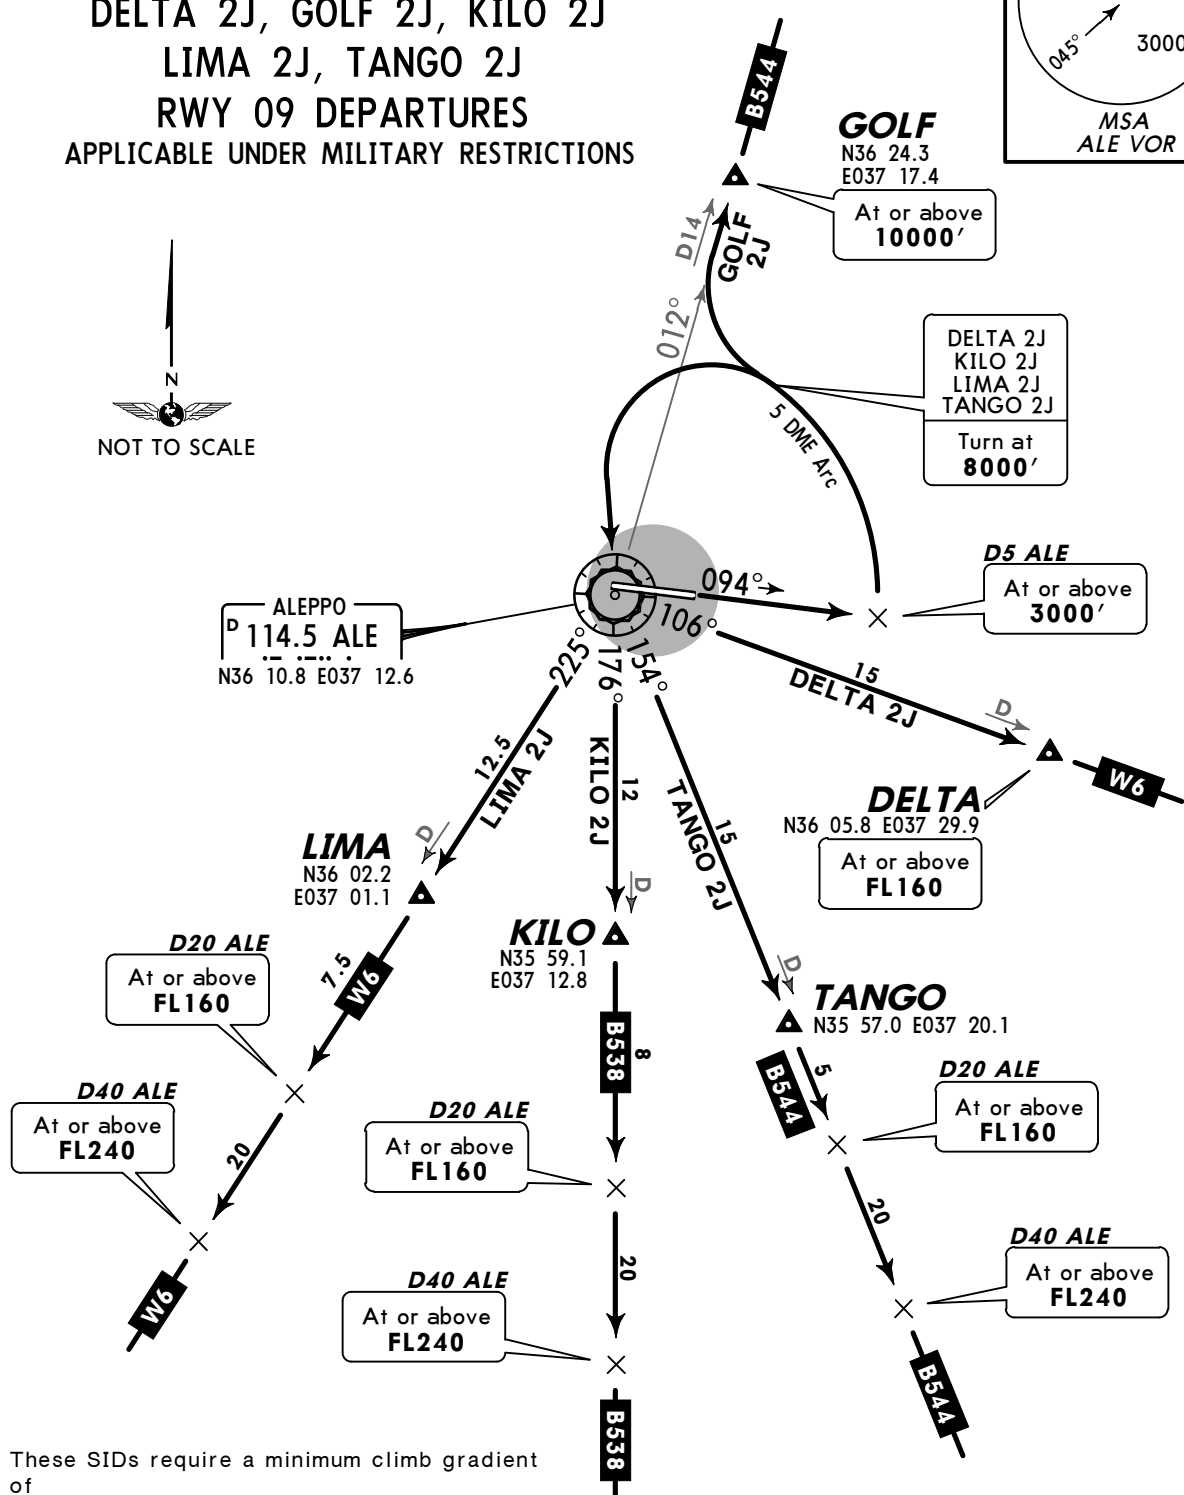 DELTA 2J, GOLF 2J, KILO 2J
LIMA 2J, TANGO 2J
RWY 09 DEPARTURES
APPLICABLE UNDER MILITARY RESTRICTIONS
045°
3000
MSA
ALE VOR
B544
GOLF
N36 24.3
E037 17.4
At or above
10000'
D14
GOLF
2J
012°
N
NOT TO SCALE
DELTA 2J
KILO 2J
LIMA 2J
TANGO 2J
Turn at
8000'
5 DME Arc
D5 ALE
At or above
3000'
094°
106°
ALEPPO
D 114.5 ALE
N36 10.8 E037 12.6
225°
176°
154°
15
DELTA 2J
D
W6
DELTA
N36 05.8 E037 29.9
At or above
FL160
12.5
LIMA 2J
D
KILO 2J
12
D
TANGO 2J
15
D
LIMA
N36 02.2
E037 01.1
KILO
N35 59.1
E037 12.8
TANGO
N35 57.0 E037 20.1
D20 ALE
At or above
FL160
7.5
W6
B538
8
B544
5
D20 ALE
At or above
FL160
D40 ALE
At or above
FL240
20
D20 ALE
At or above
FL160
20
D40 ALE
At or above
FL240
W6
D40 ALE
At or above
FL240
20
B544
B538
These SIDs require a minimum climb gradient
of